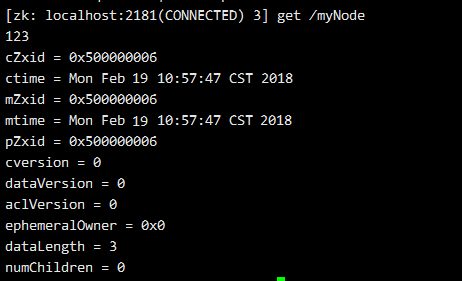 [zk: localhost:2181(CONNECTED) 3] get /myNode
123
cZxid = 0x500000006
ctime = Mon Feb 19 10:57:47 CST 2018
mZxid = 0x500000006
mtime = Mon Feb 19 10:57:47 CST 2018
pZxid = 0x500000006
cversion = 0
dataVersion = 0
aclVersion = 0
ephemeralOwner = 0x0
dataLength = 3
numChildren = 0